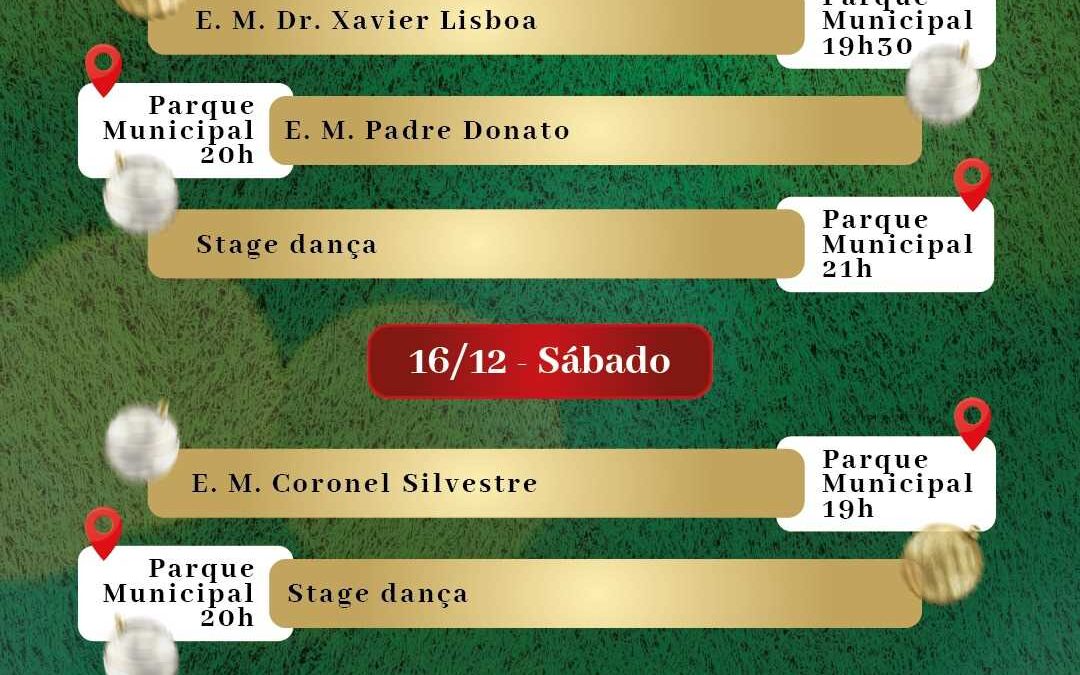 E. M. Dr. Xavier Lisboa
Parque
Municipal
19h30
Parque
Municipal
20h
E. M. Padre Donato
Stage dança
Parque
Municipal
21h
16/12 - Sábado
E. M. Coronel Silvestre
Parque
Municipal
19h
Parque
Municipal
20h
Stage dança